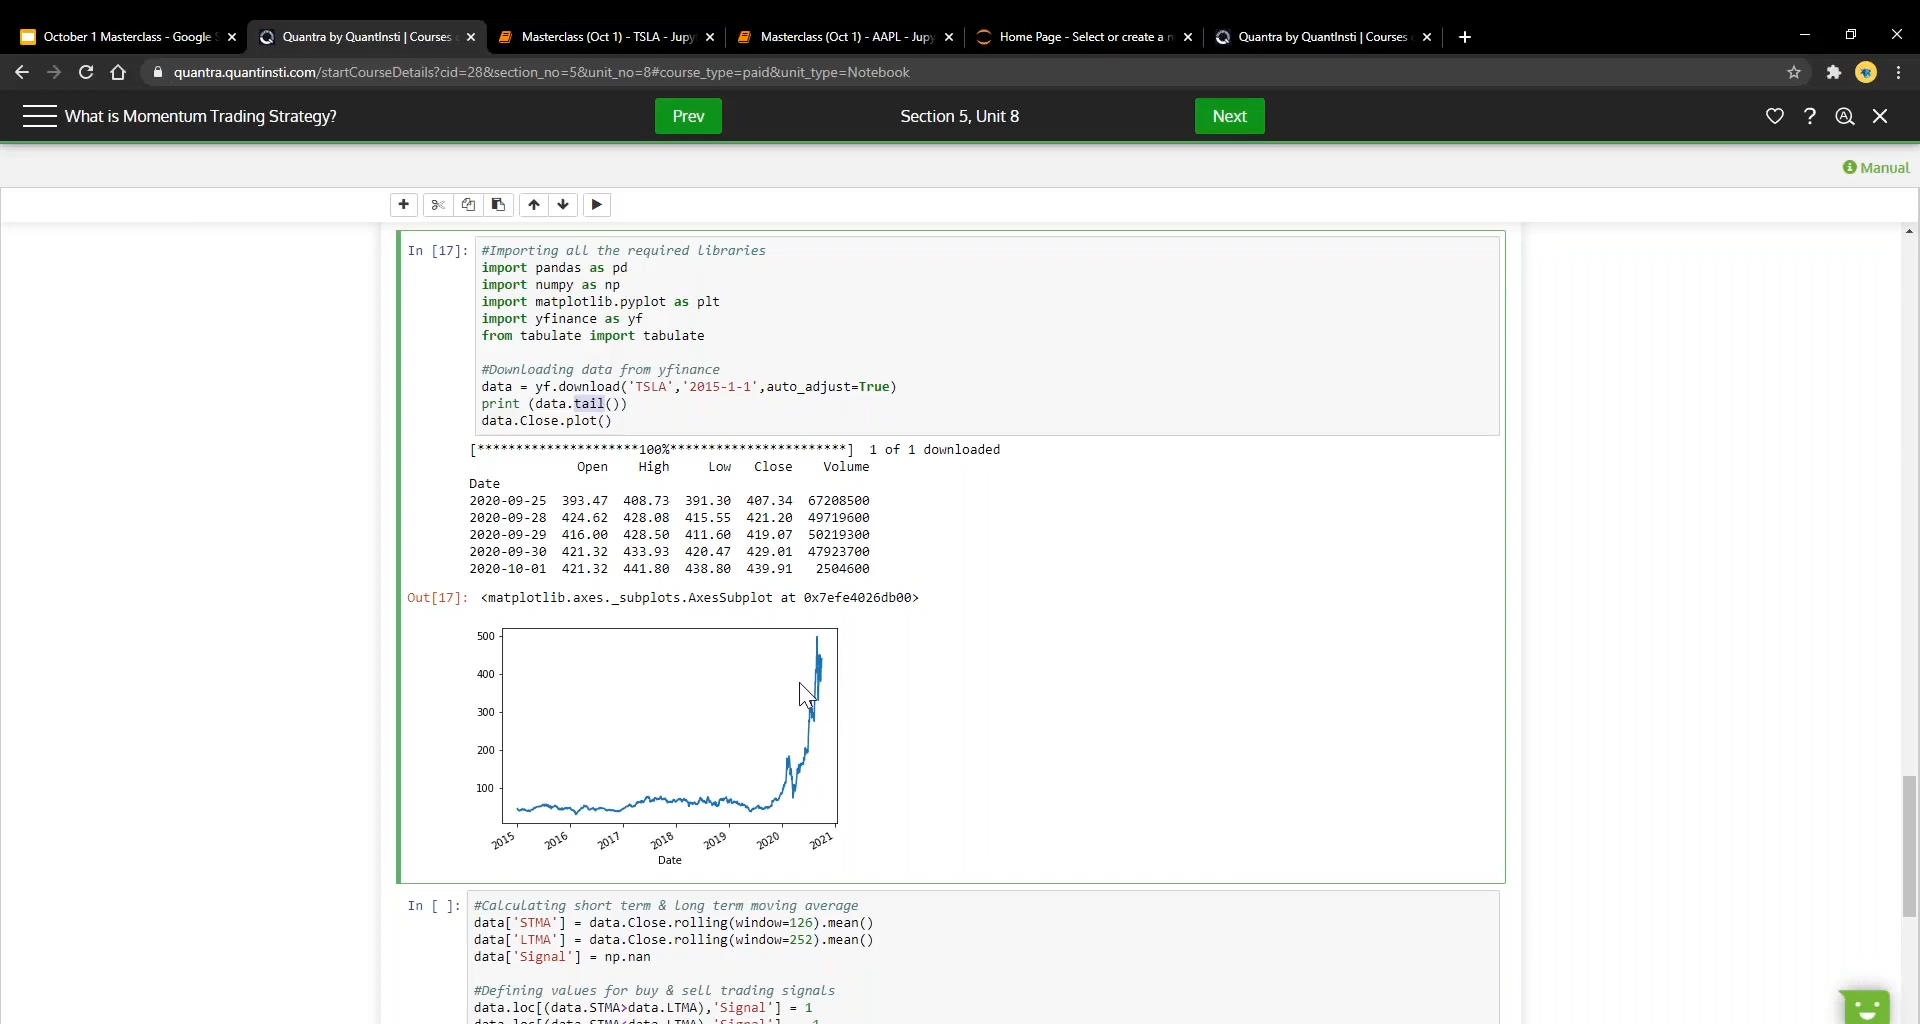 October 1 Masterclass - Google S
Quantra by QuantInsti | Courses
Masterclass (Oct 1) - TSLA - Jupy
Masterclass (Oct 1) - AAPL - Jupy
Home Page - Select or create a n
Quantra by QuantInsti | Courses
quantra.quantinsti.com/startCourseDetails?cid=28&section_no=5&unit_no=8#course_type=paid&unit_type=Notebook
What is Momentum Trading Strategy?
Prev
Section 5, Unit 8
Next
Manual
In [17]:
#Importing all the required libraries
import pandas as pd
import numpy as np
import matplotlib.pyplot as plt
import yfinance as yf
from tabulate import tabulate
#Downloading data from yfinance
data = yf.download('TSLA','2015-1-1',auto_adjust=True)
print (data.tail())
data.Close.plot()
[*********************100%***********************]  1 of 1 downloaded
Open High Low Close Volume
Date
2020-09-25 393.47 408.73 391.30 407.34 67208500
2020-09-28 424.62 428.08 415.55 421.20 49719600
2020-09-29 416.00 428.50 411.60 419.07 50219300
2020-09-30 421.32 433.93 420.47 429.01 47923700
2020-10-01 421.32 441.80 438.80 439.91 2504600
Out[17]: <matplotlib.axes._subplots.AxesSubplot at 0x7efe4026db00>
500
400
300
200
100
2015 2016 2017 2018 2019 2020 2021
Date
In [ ]:
#Calculating short term & long term moving average
data['STMA'] = data.Close.rolling(window=126).mean()
data['LTMA'] = data.Close.rolling(window=252).mean()
data['Signal'] = np.nan
#Defining values for buy & sell trading signals
data.loc[(data.STMA>data.LTMA),'Signal'] = 1